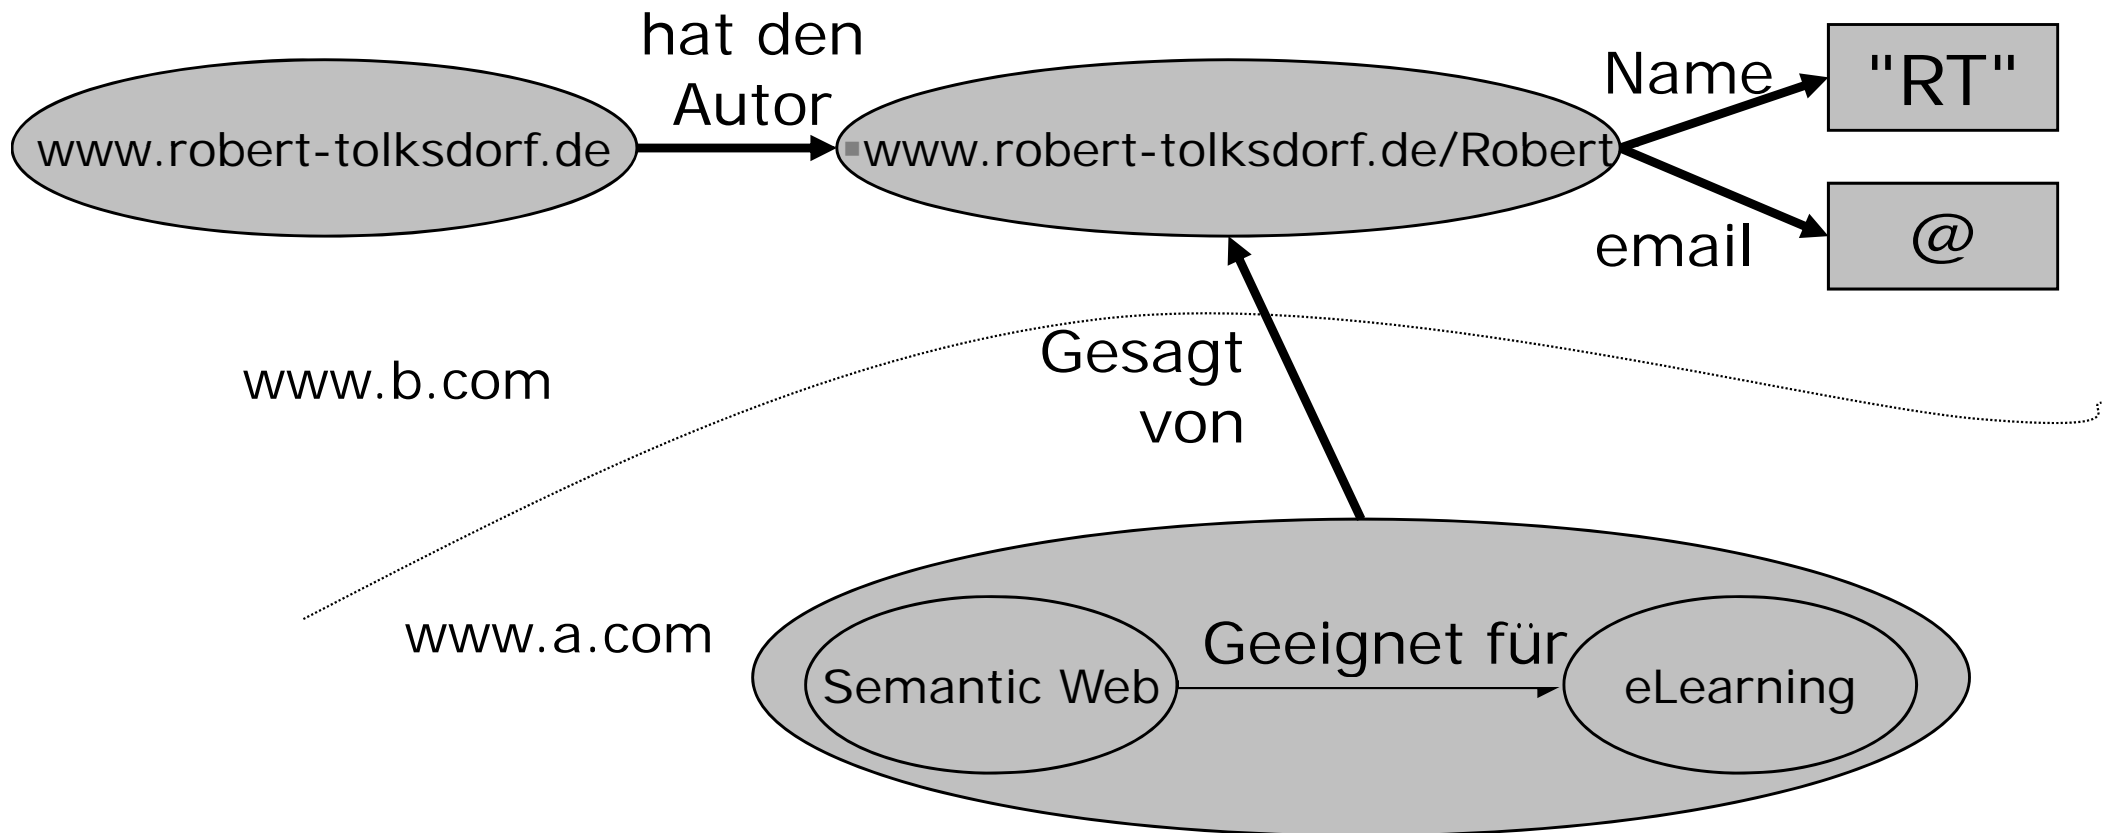 hat den
Autor
www.robert-tolksdorf.de
www.robert-tolksdorf.de/Robert
Name
"RT"
email
@
Gesagt
von
www.b.com
www.a.com
Geeignet für
Semantic Web
eLearning